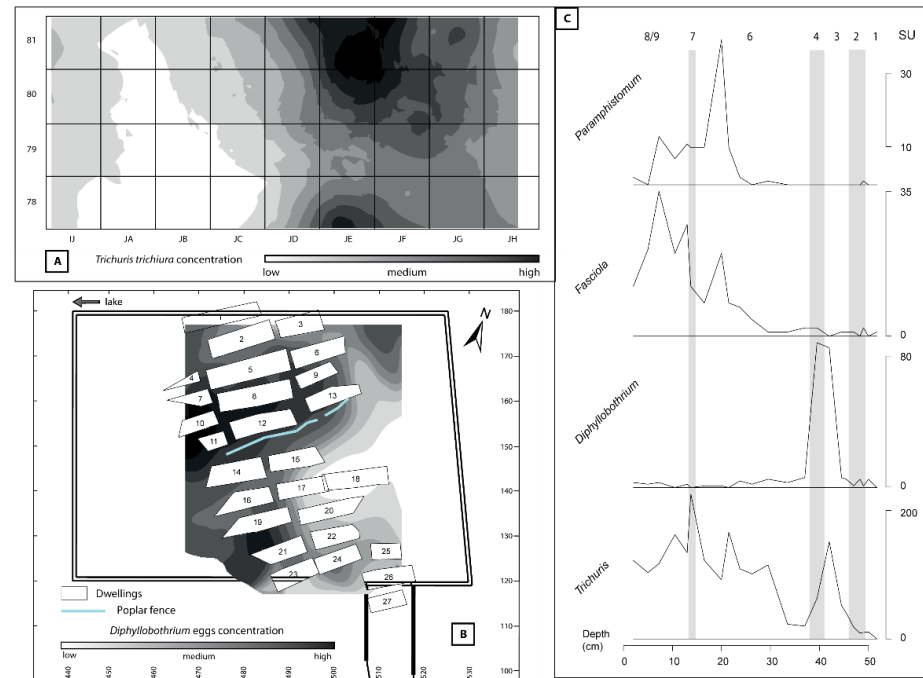 81
80
79
78
IJ JA JB JC JD JE JF JG JH
A
Trichuris trichiura concentration
low medium high
lake
N
2
3
5
6
4
9
7
8
13
10
12
11
14
15
16
17
18
19
20
21
22
23
24
25
26
27
180
170
160
150
140
130
120
110
100
Dwellings
Poplar fence
Diphyllobothrium eggs concentration
low medium high
B
440 450 460 470 480 490 500 510 520 530
C
8/9 7 6 4 3 2 1 SU
Paramphistomum
30
10
Fasciola
35
0
Diphyllobothrium
80
0
Trichuris
200
0
Depth
(cm)
0 10 20 30 40 50